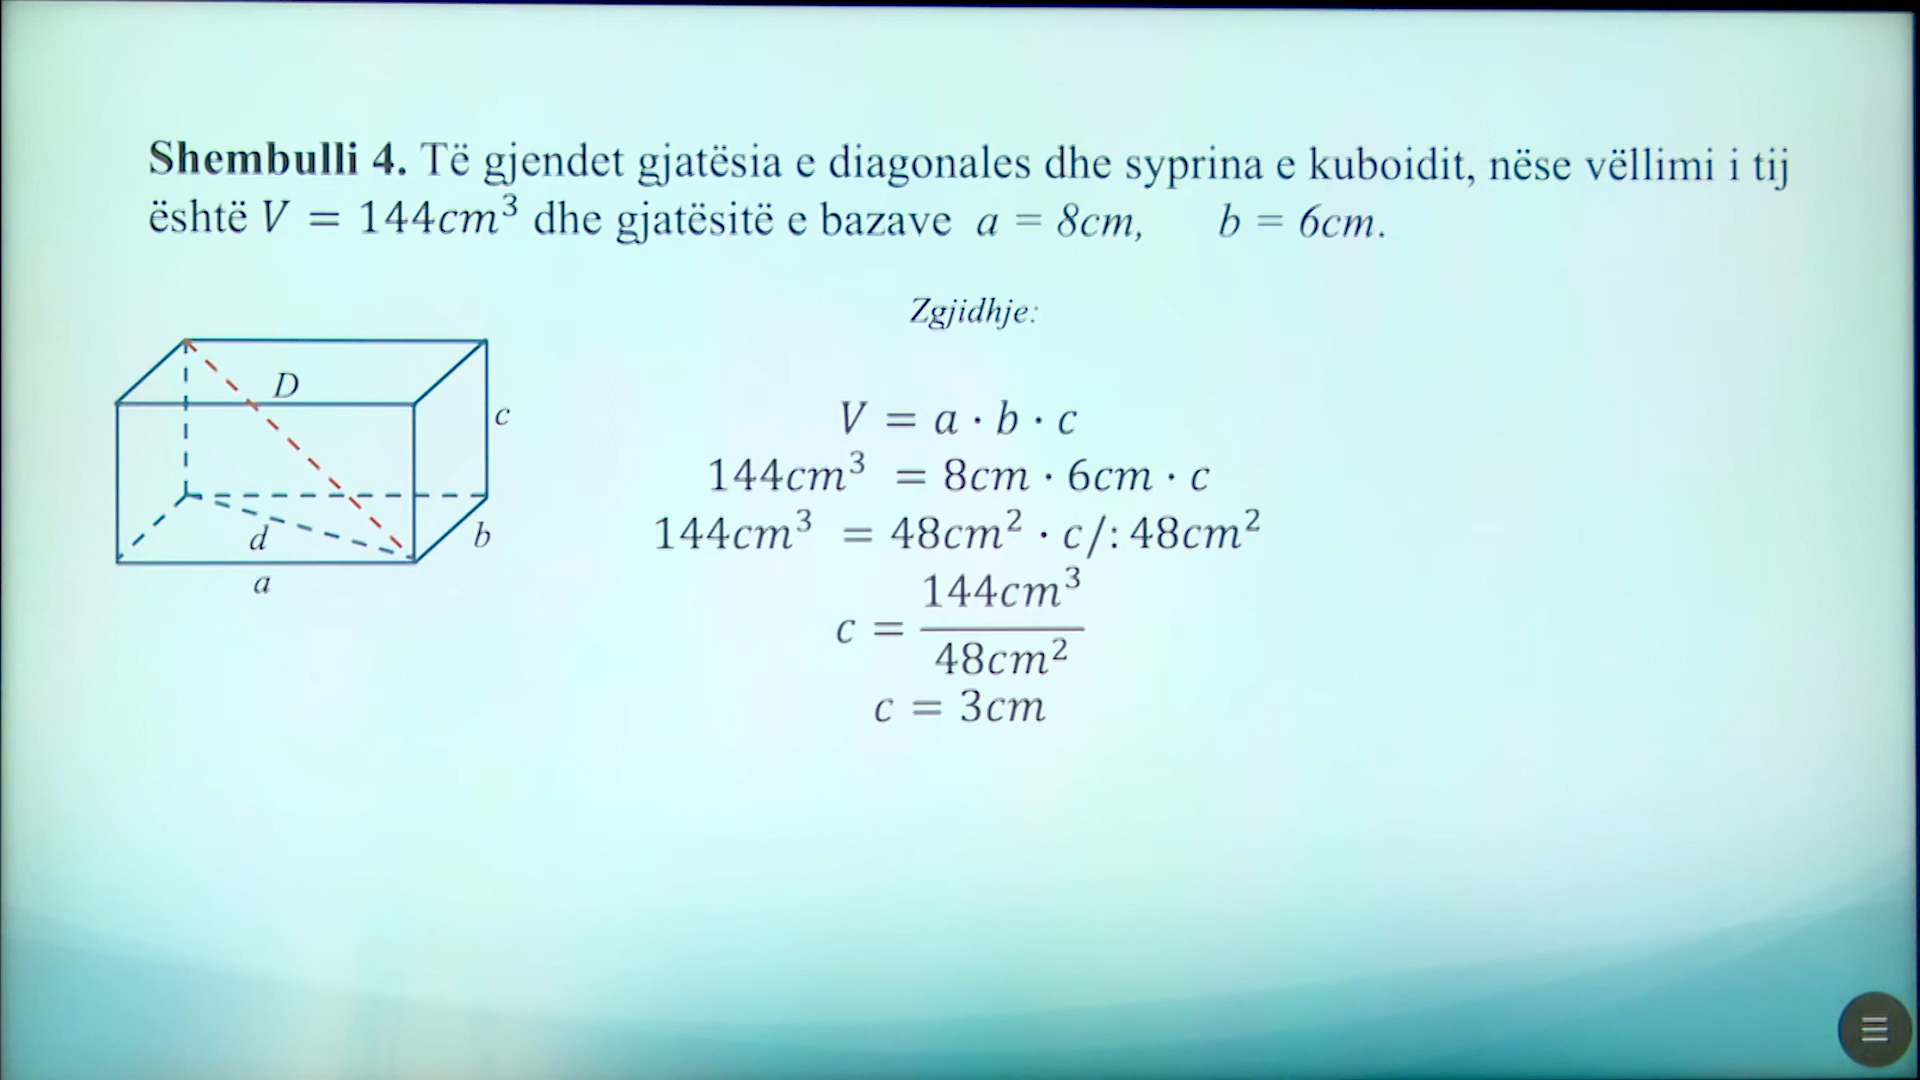 Shembulli 4. Të gjendet gjatësia e diagonales dhe syprina e kuboidit, nëse vëllimi i tij
është V = 144cm³ dhe gjatësitë e bazave a = 8cm, b = 6cm.
Zgjidhje:
D
c
d
b
a
V = a · b · c
144cm³ = 8cm · 6cm · c
144cm³ = 48cm² · c/: 48cm²
c = 144cm³ / 48cm²
c = 3cm